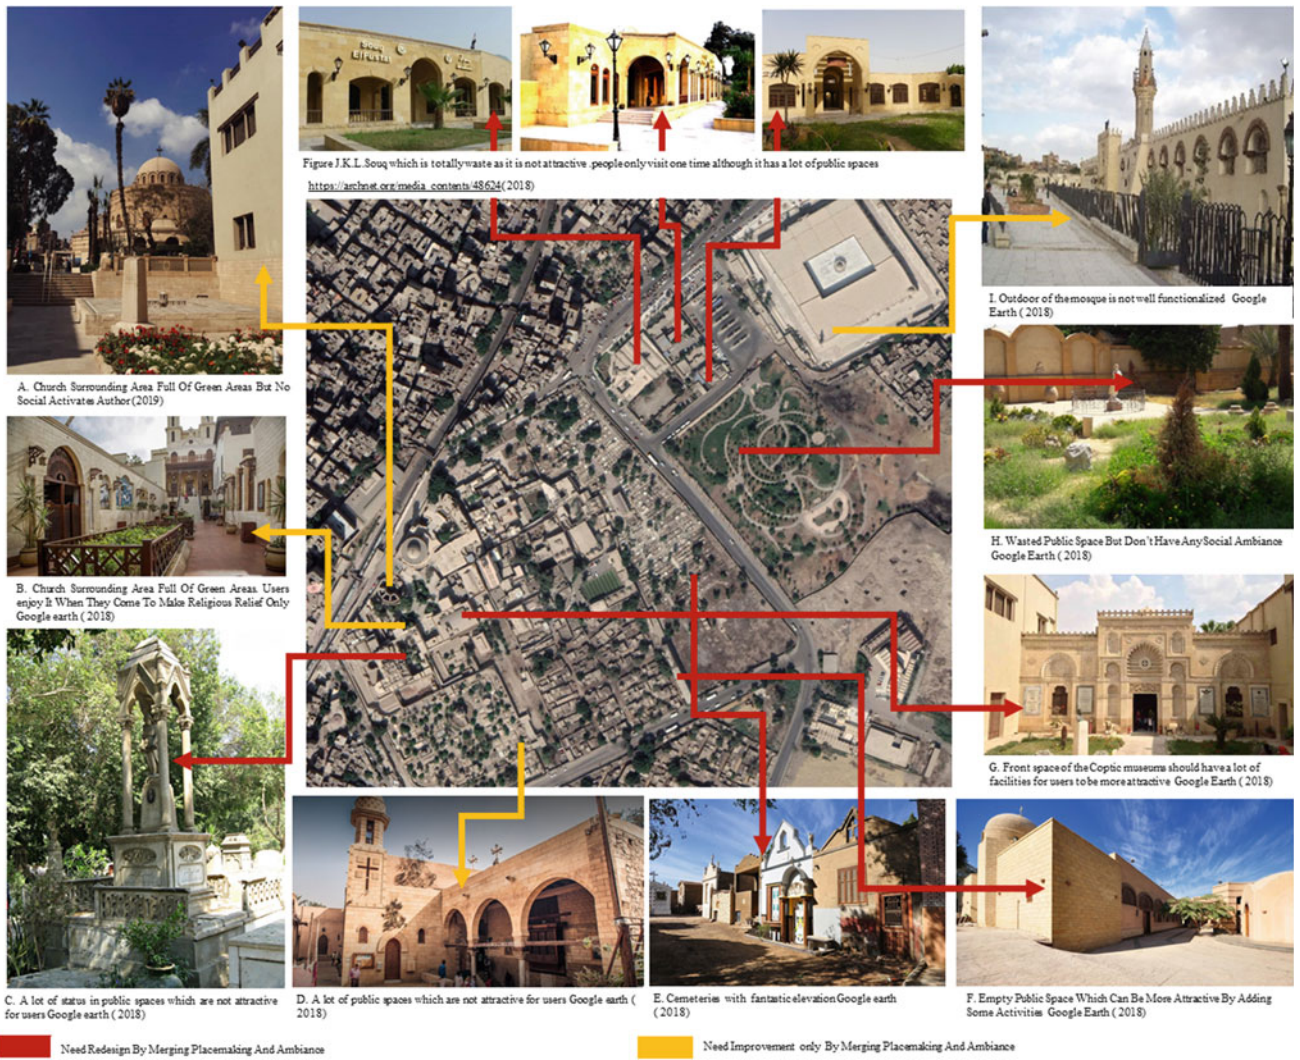 Souq
ElFustat
Figure J.K.L.Souq which is totally waste as it is not attractive .people only visit one time although it has a lot of public spaces
https://archnet.org/media_contents/48624(2018)
I. Outdoor of the mosque is not well functionalized Google
Earth (2018)
A. Church Surrounding Area Full Of Green Areas But No
Social Activates Author(2019)
H. Wasted Public Space But Don't Have Any Social Ambiance
Google Earth (2018)
B. Church Surrounding Area Full Of Green Areas. Users
enjoy It When They Come To Make Religious Relief Only
Google earth (2018)
G. Front space of the Coptic museums should have a lot of
facilities for users to be more attractive Google Earth (2018)
C. A lot of status in public spaces which are not attractive
for users Google earth (2018)
D. A lot of public spaces which are not attractive for users Google earth (
2018)
E. Cemeteries with fantastic elevation Google earth
(2018)
F. Empty Public Space Which Can Be More Attractive By Adding
Some Activities Google Earth (2018)
Need Redesign By Merging Placemaking And Ambiance
Need Improvement only By Merging Placemaking And Ambiance